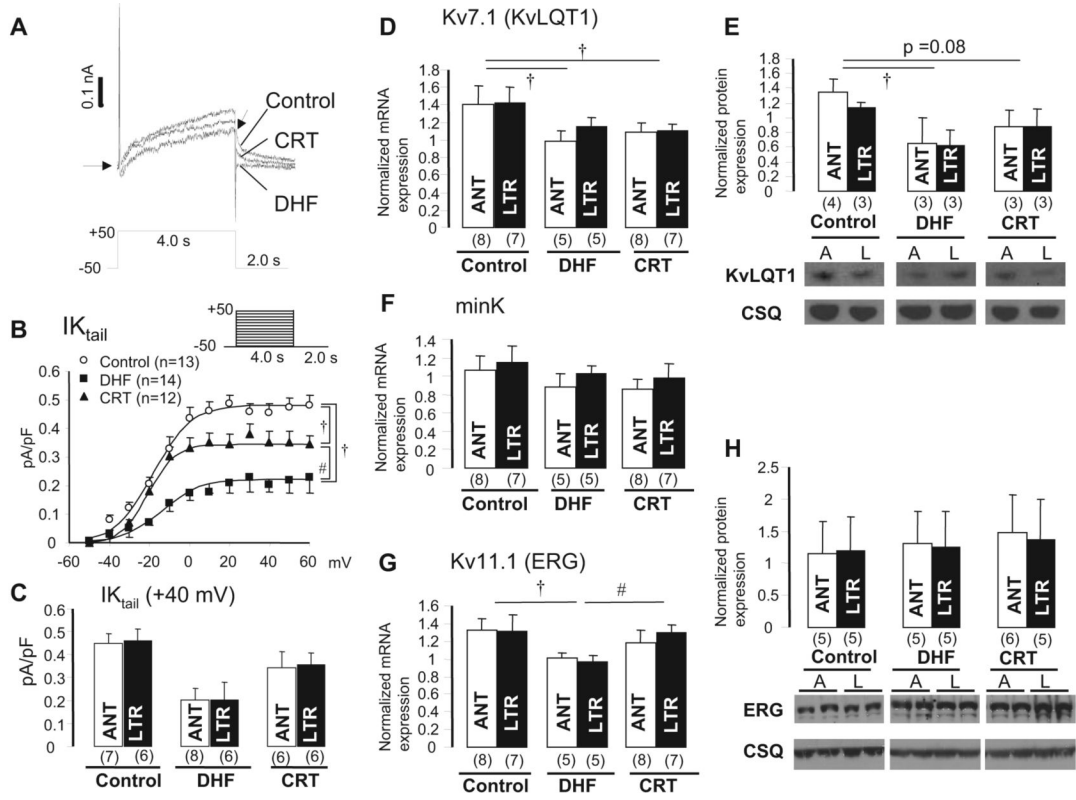 A
0.1 nA
Control
CRT
DHF
+50
4.0 s
-50
2.0 s
B
IKtail
+50
-50
4.0 s
2.0 s
Control (n=13)
DHF (n=14)
CRT (n=12)
pA/pF
0.6
0.5
0.4
0.3
0.2
0.1
0
†
#
†
-60 -40 -20 0 20 40 60 mV
C
IKtail (+40 mV)
pA/pF
0.6
0.5
0.4
0.3
0.2
0.1
0
ANT LTR ANT LTR ANT LTR
(7) (6) (8) (6) (6) (6)
Control DHF CRT
D
Kv7.1 (KvLQT1)
Normalized mRNA
expression
1.8
1.6
1.4
1.2
1
0.8
0.6
0.4
0.2
0
†
†
ANT LTR ANT LTR ANT LTR
(8) (7) (5) (5) (8) (7)
Control DHF CRT
E
p =0.08
†
Normalized protein
expression
1.8
1.6
1.4
1.2
1
0.8
0.6
0.4
0.2
0
ANT LTR ANT LTR ANT LTR
(4) (3) (3) (3) (3) (3)
Control DHF CRT
A L A L A L
KvLQT1
CSQ
F
minK
Normalized mRNA
expression
1.4
1.2
1
0.8
0.6
0.4
0.2
0
ANT LTR ANT LTR ANT LTR
(8) (7) (5) (5) (8) (7)
Control DHF CRT
G
Kv11.1 (ERG)
Normalized mRNA
expression
1.6
1.4
1.2
1
0.8
0.6
0.4
0.2
0
† #
ANT LTR ANT LTR ANT LTR
(8) (7) (5) (5) (8) (7)
Control DHF CRT
H
Normalized protein
expression
2.5
2
1.5
1
0.5
0
ANT LTR ANT LTR ANT LTR
(5) (5) (5) (5) (6) (5)
Control DHF CRT
A L A L A L
ERG
CSQ